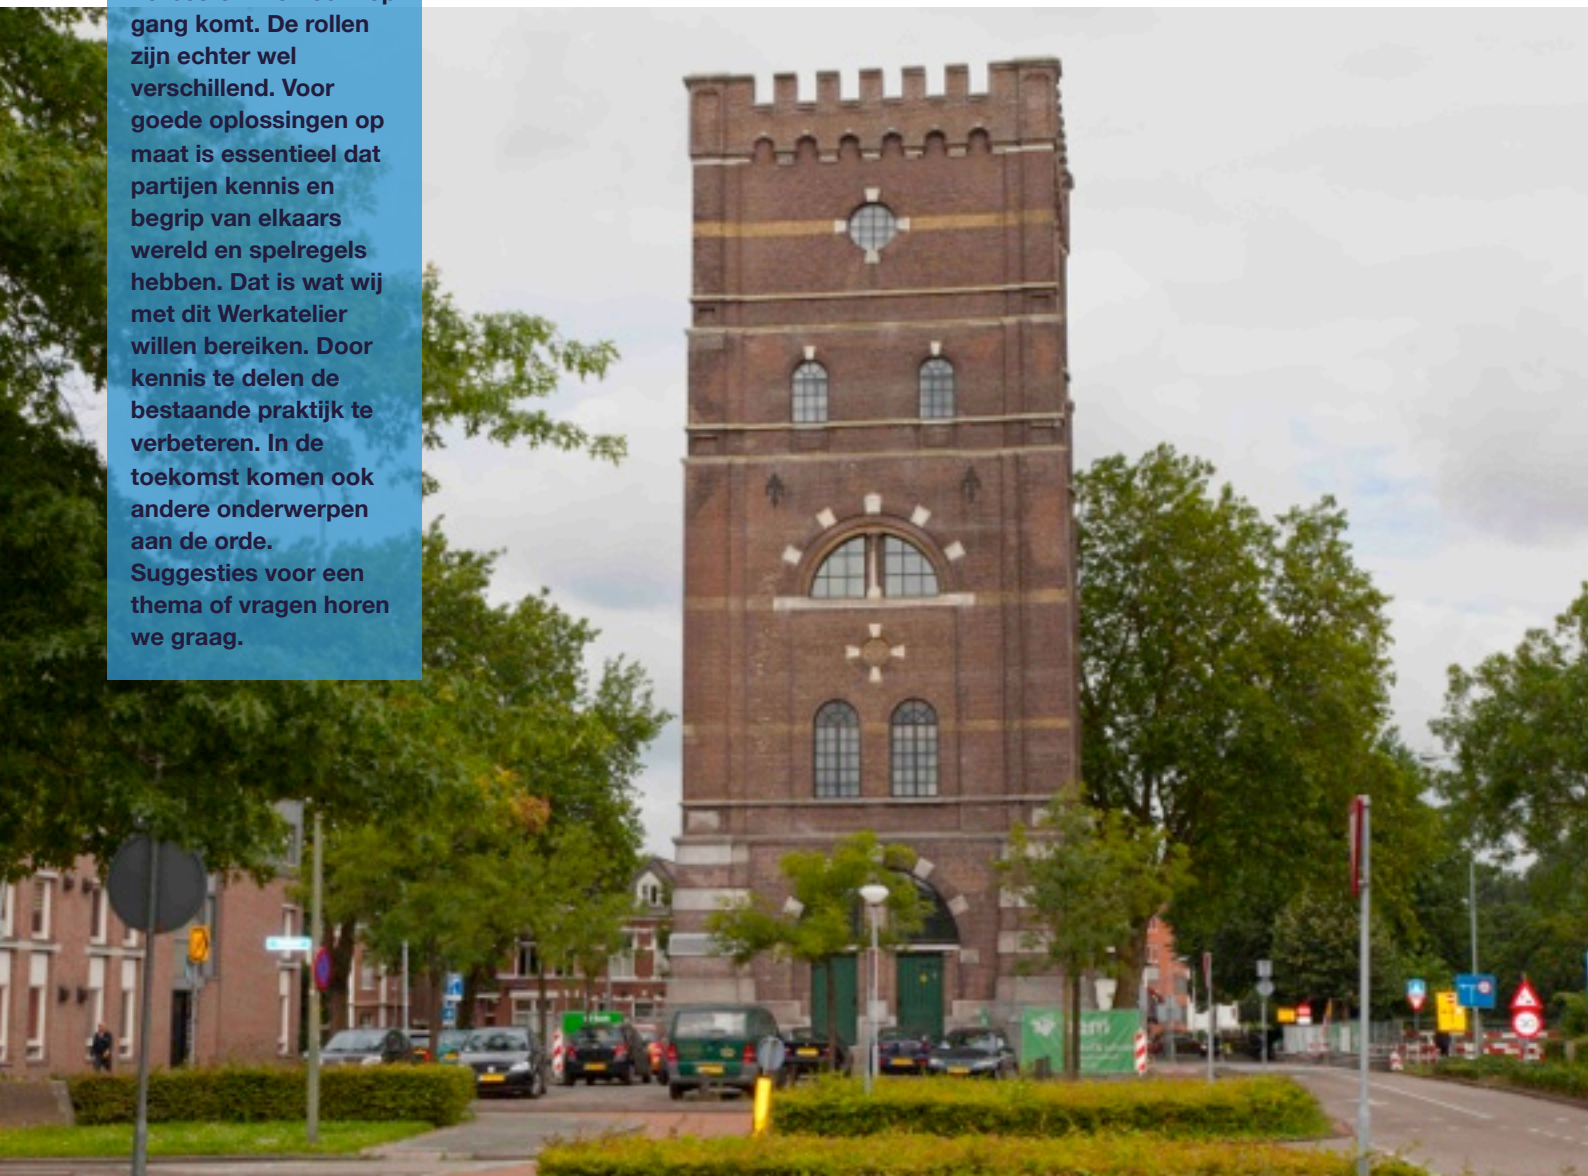 gang komt. De rollen
zijn echter wel
verschillend. Voor
goede oplossingen op
maat is essentieel dat
partijen kennis en
begrip van elkaars
wereld en spelregels
hebben. Dat is wat wij
met dit Werkatelier
willen bereiken. Door
kennis te delen de
bestaande praktijk te
verbeteren. In de
toekomst komen ook
andere onderwerpen
aan de orde.
Suggesties voor een
thema of vragen horen
we graag.